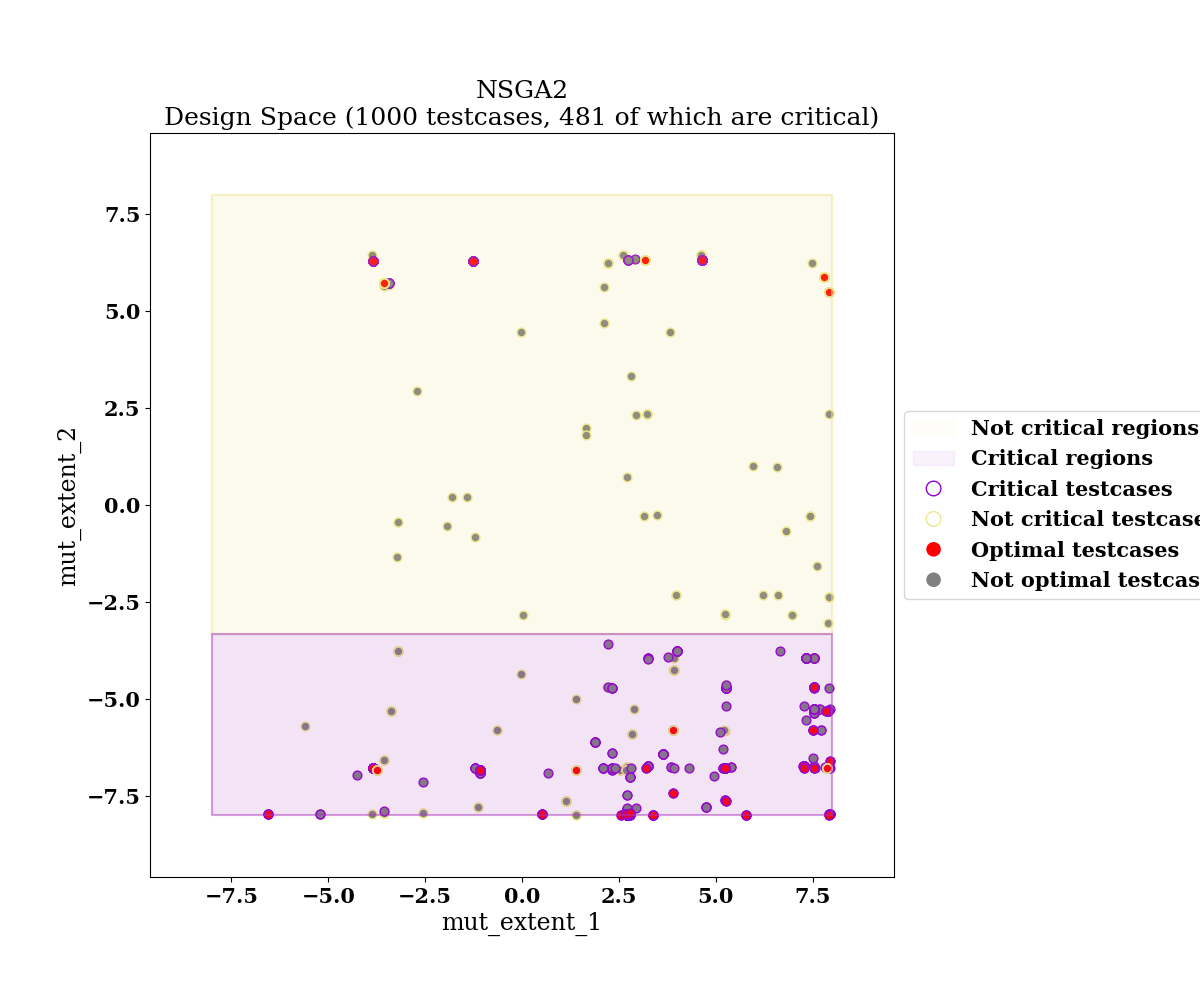 NSGA2
Design Space (1000 testcases, 481 of which are critical)
7.5
5.0
2.5
0.0
−2.5
−5.0
−7.5
mut_extent_2
−7.5
−5.0
−2.5
0.0
2.5
5.0
7.5
mut_extent_1
Not critical regions
Critical regions
Critical testcases
Not critical testcase
Optimal testcases
Not optimal testcas